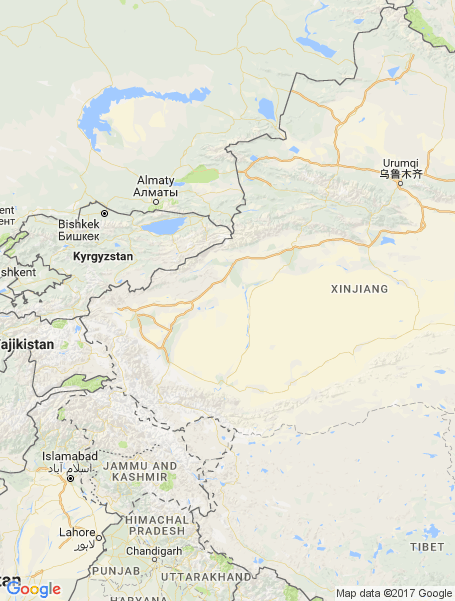 Urumqi
乌鲁木齐
Almaty
Алматы
ent
ент
Bishkek
Бишкек
Kyrgyzstan
shkent
XINJIANG
ajikistan
Islamabad
اسلام آباد
JAMMU AND
KASHMIR
HIMACHAL
PRADESH
Lahore
لاہور
TIBET
Chandigarh
PUNJAB
UTTARAKHAND
tan
Google
Map data ©2017 Google
HARYANA